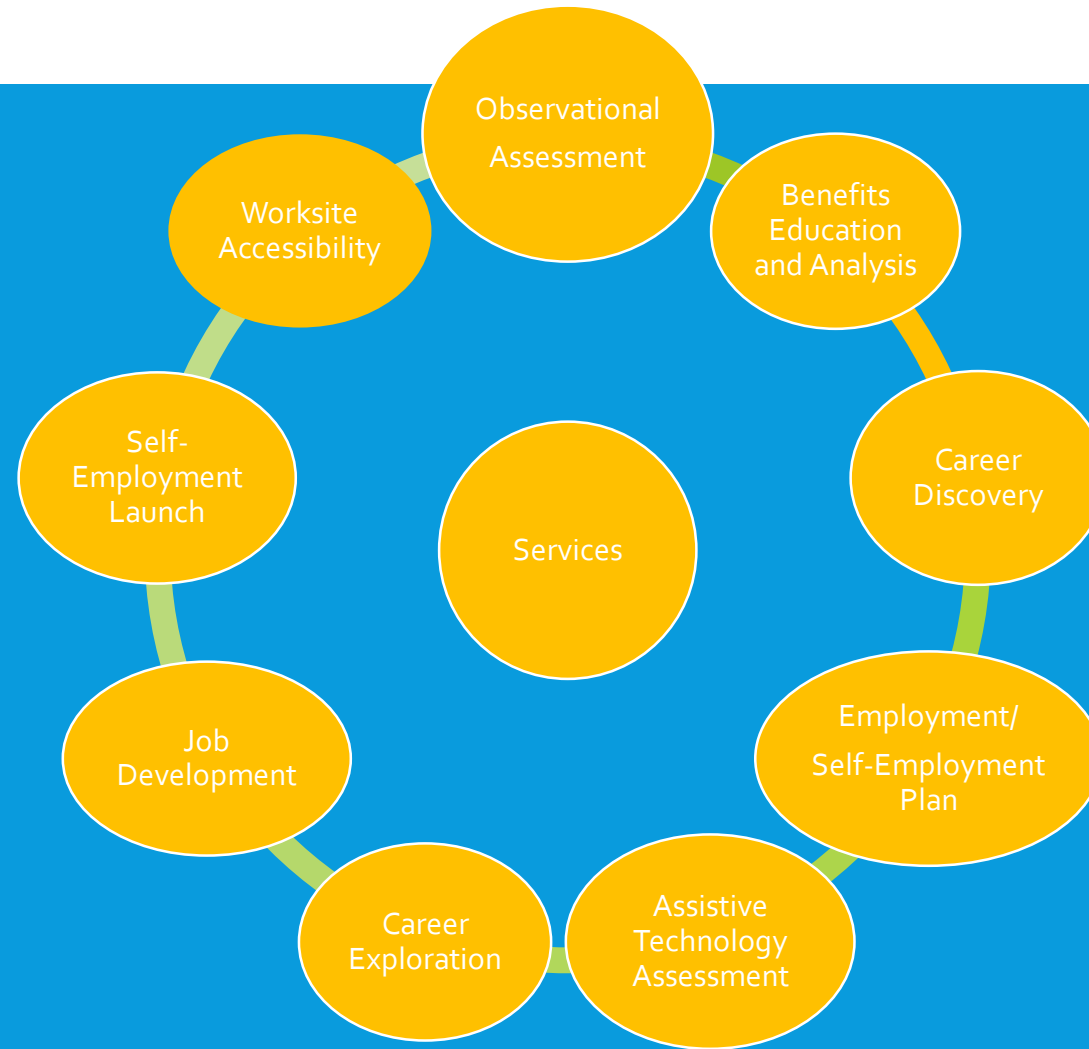 Observational
Assessment
Benefits
Education
and Analysis
Career
Discovery
Employment/
Self-Employment
Plan
Assistive
Technology
Assessment
Career
Exploration
Job
Development
Self-
Employment
Launch
Worksite
Accessibility
Services